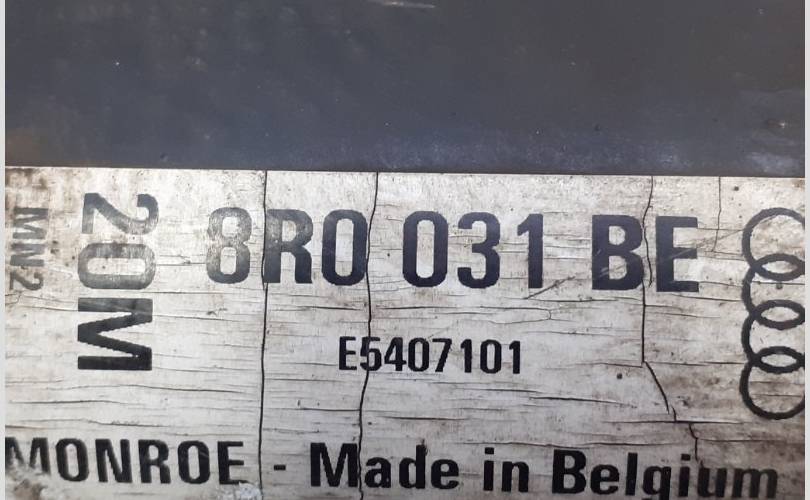 MN2
20M
8R0 031 BE
E5407101
MONROE - Made in Belgium